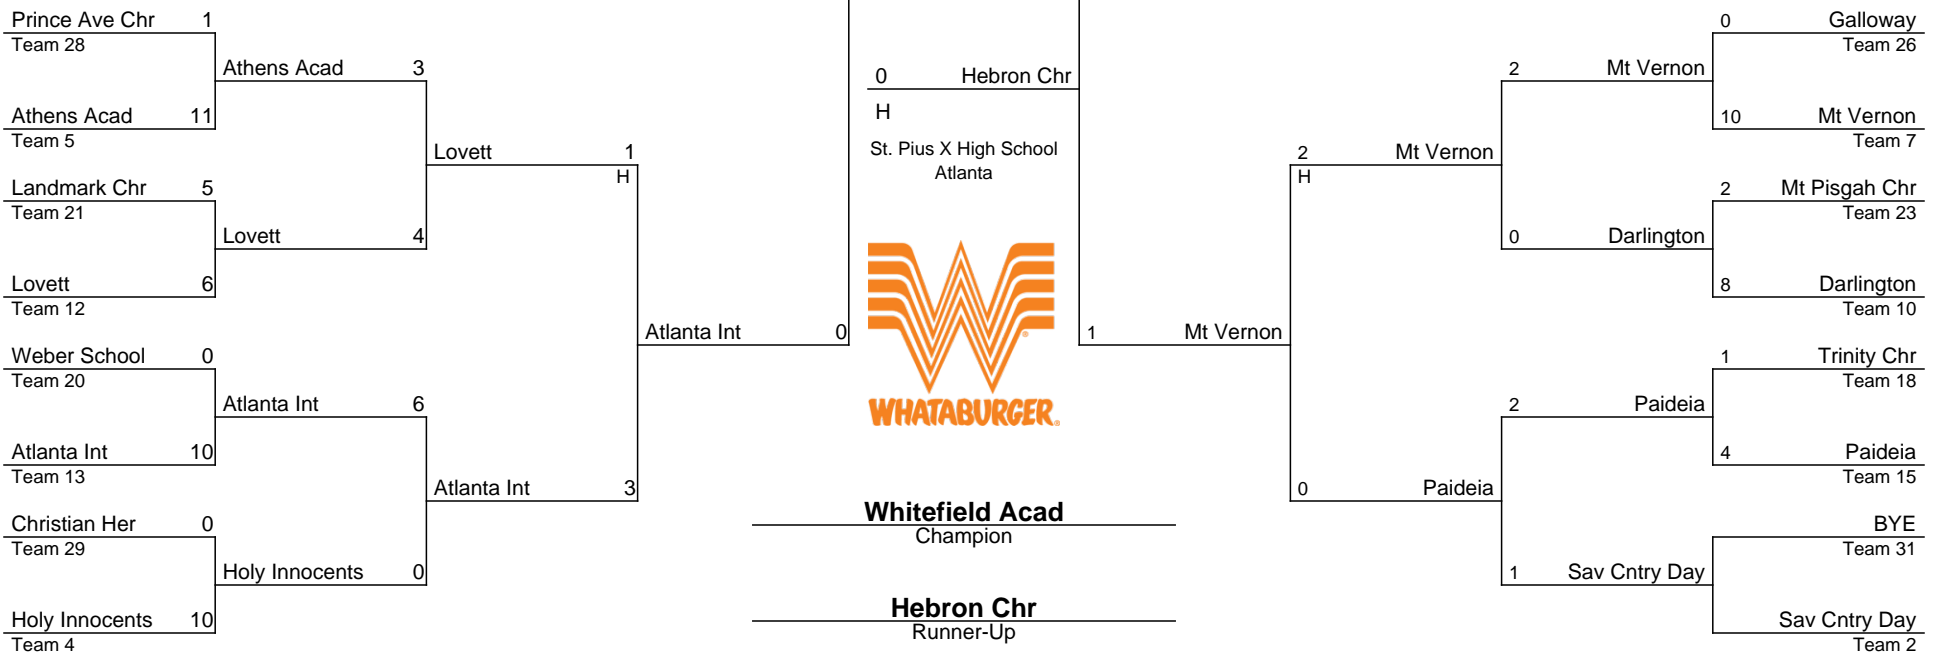 Prince Ave Chr 1
Team 28
Athens Acad 3
Athens Acad 11
Team 5
Lovett 1
H
Landmark Chr 5
Team 21
Lovett 4
Lovett 6
Team 12
Atlanta Int 0
Weber School 0
Team 20
Atlanta Int 6
Atlanta Int 10
Team 13
Atlanta Int 3
Christian Her 0
Team 29
Holy Innocents 0
Holy Innocents 10
Team 4
0 Hebron Chr
H
St. Pius X High School
Atlanta
WHATABURGER
Whitefield Acad
Champion
Hebron Chr
Runner-Up
0 Galloway
Team 26
2 Mt Vernon
10 Mt Vernon
Team 7
2 Mt Vernon
H
2 Mt Pisgah Chr
Team 23
0 Darlington
8 Darlington
Team 10
1 Mt Vernon
1 Trinity Chr
Team 18
2 Paideia
4 Paideia
Team 15
0 Paideia
BYE
Team 31
1 Sav Cntry Day
Sav Cntry Day
Team 2